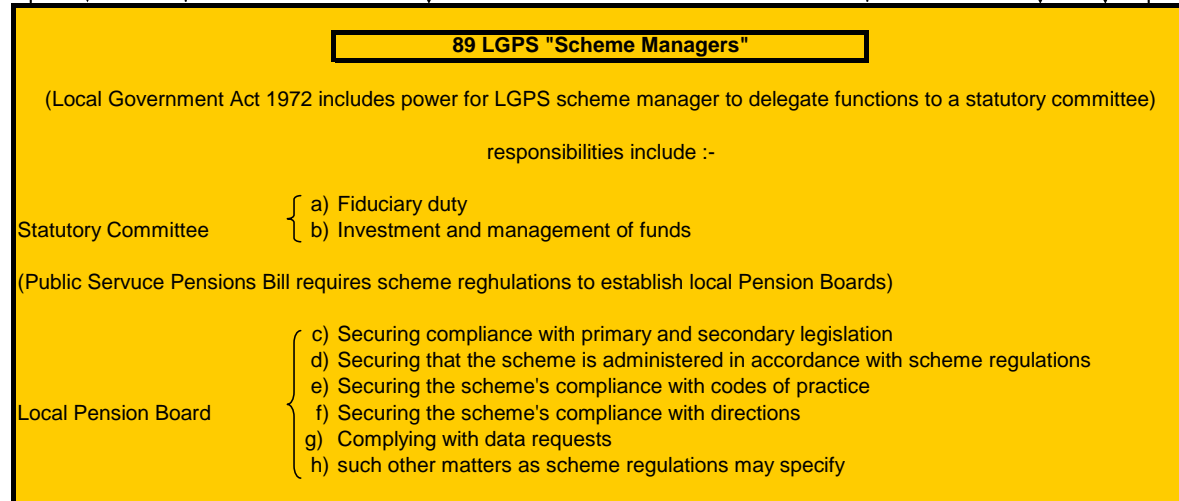 89 LGPS "Scheme Managers"
(Local Government Act 1972 includes power for LGPS scheme manager to delegate functions to a statutory committee)
responsibilities include :-
a) Fiduciary duty
Statutory Committee b) Investment and management of funds
(Public Servuce Pensions Bill requires scheme reghulations to establish local Pension Boards)
c) Securing compliance with primary and secondary legislation
d) Securing that the scheme is administered in accordance with scheme regulations
e) Securing the scheme's compliance with codes of practice
Local Pension Board f) Securing the scheme's compliance with directions
g) Complying with data requests
h) such other matters as scheme regulations may specify